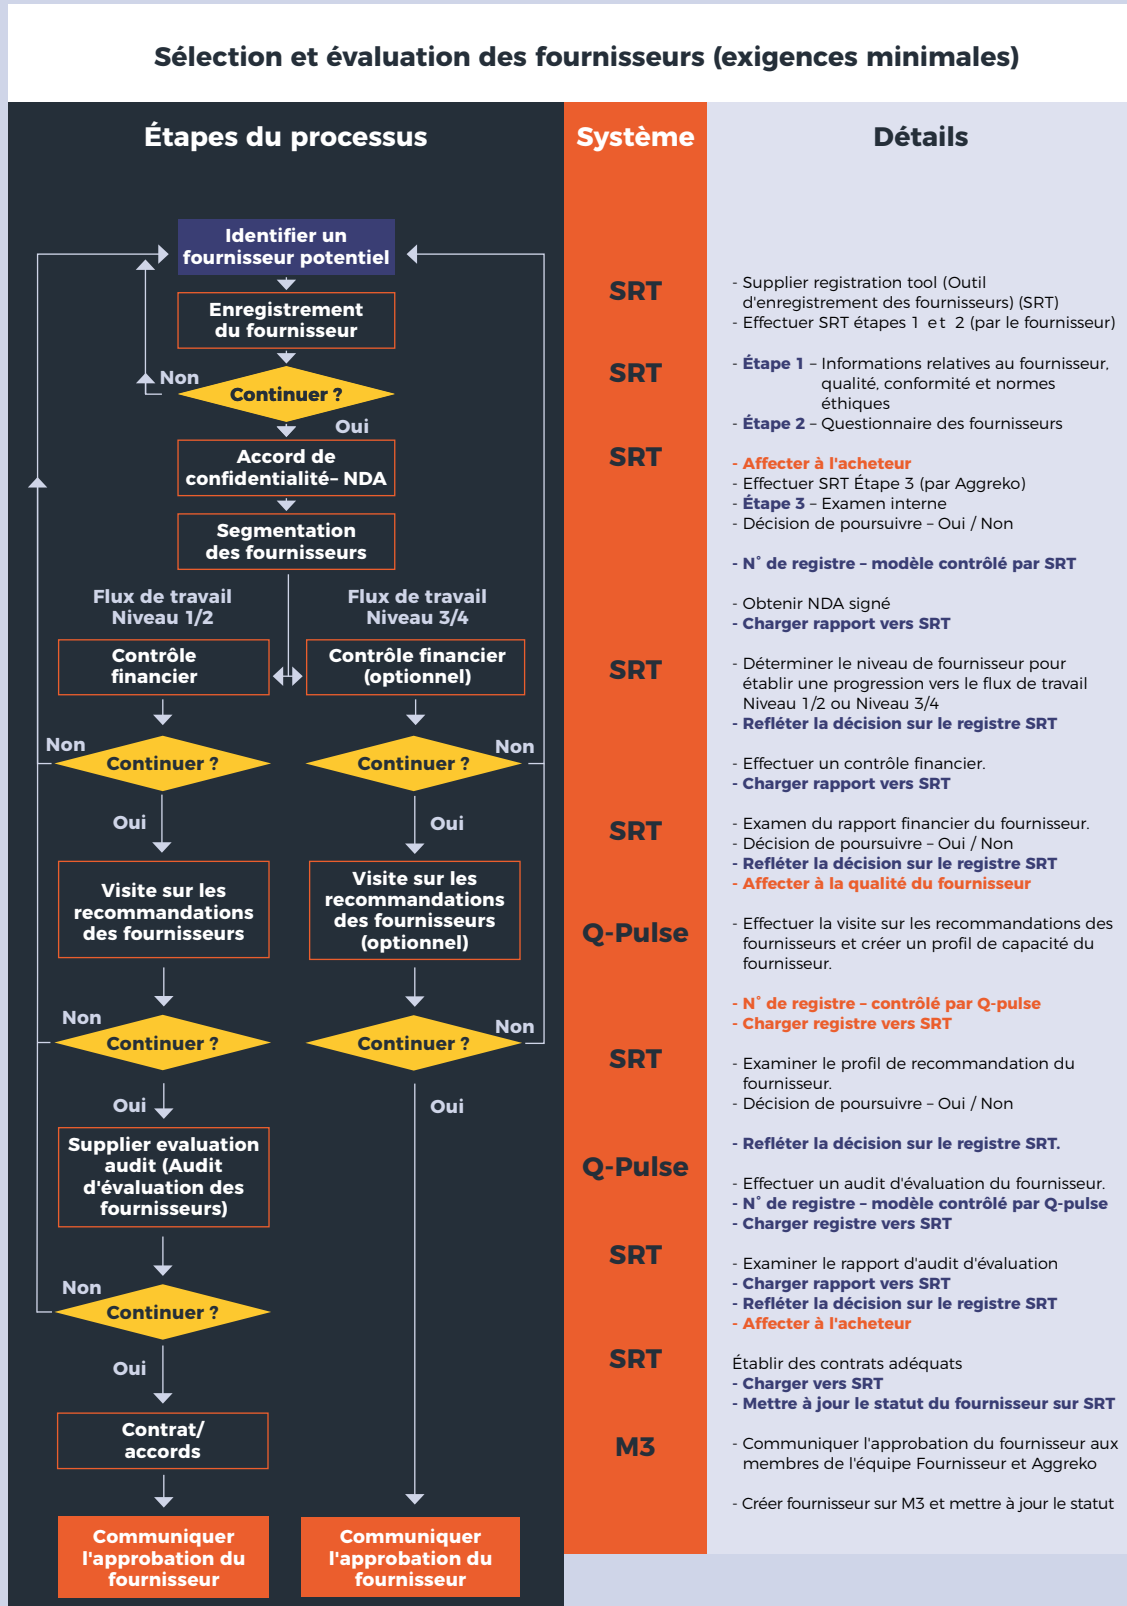 Sélection et évaluation des fournisseurs (exigences minimales)
Étapes du processus
Identifier un
fournisseur potentiel
Enregistrement
du fournisseur
Non
Continuer ?
Oui
Accord de
confidentialité– NDA
Segmentation
des fournisseurs
Flux de travail
Niveau 1/2
Flux de travail
Niveau 3/4
Contrôle
financier
Contrôle financier
(optionnel)
Non
Continuer ?
Continuer ?
Non
Oui
Oui
Visite sur les
recommandations
des fournisseurs
Visite sur les
recommandations
des fournisseurs
(optionnel)
Non
Continuer ?
Continuer ?
Non
Oui
Oui
Supplier evaluation
audit (Audit
d'évaluation des
fournisseurs)
Non
Continuer ?
Oui
Contrat/
accords
Communiquer
l'approbation du
fournisseur
Communiquer
l'approbation du
fournisseur
Système
SRT
SRT
SRT
SRT
SRT
Q-Pulse
SRT
Q-Pulse
SRT
SRT
M3
Détails
- Supplier registration tool (Outil
d'enregistrement des fournisseurs) (SRT)
- Effectuer SRT étapes 1 et 2 (par le fournisseur)
- Étape 1 – Informations relatives au fournisseur,
qualité, conformité et normes
éthiques
- Étape 2 – Questionnaire des fournisseurs
- Affecter à l'acheteur
- Effectuer SRT Étape 3 (par Aggreko)
- Étape 3 – Examen interne
- Décision de poursuivre – Oui / Non
- N° de registre – modèle contrôlé par SRT
- Obtenir NDA signé
- Charger rapport vers SRT
- Déterminer le niveau de fournisseur pour
établir une progression vers le flux de travail
Niveau 1/2 ou Niveau 3/4
- Refléter la décision sur le registre SRT
- Effectuer un contrôle financier.
- Charger rapport vers SRT
- Examen du rapport financier du fournisseur.
- Décision de poursuivre – Oui / Non
- Refléter la décision sur le registre SRT
- Affecter à la qualité du fournisseur
- Effectuer la visite sur les recommandations des
fournisseurs et créer un profil de capacité du
fournisseur.
- N° de registre – contrôlé par Q-pulse
- Charger registre vers SRT
- Examiner le profil de recommandation du
fournisseur.
- Décision de poursuivre – Oui / Non
- Refléter la décision sur le registre SRT.
- Effectuer un audit d'évaluation du fournisseur.
- N° de registre – modèle contrôlé par Q-pulse
- Charger registre vers SRT
- Examiner le rapport d'audit d'évaluation
- Charger rapport vers SRT
- Refléter la décision sur le registre SRT
- Affecter à l'acheteur
Établir des contrats adéquats
- Charger vers SRT
- Mettre à jour le statut du fournisseur sur SRT
- Communiquer l'approbation du fournisseur aux
membres de l'équipe Fournisseur et Aggreko
- Créer fournisseur sur M3 et mettre à jour le statut